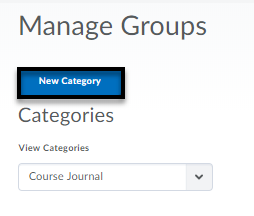 Manage Groups
New Category
Categories
View Categories
Course Journal